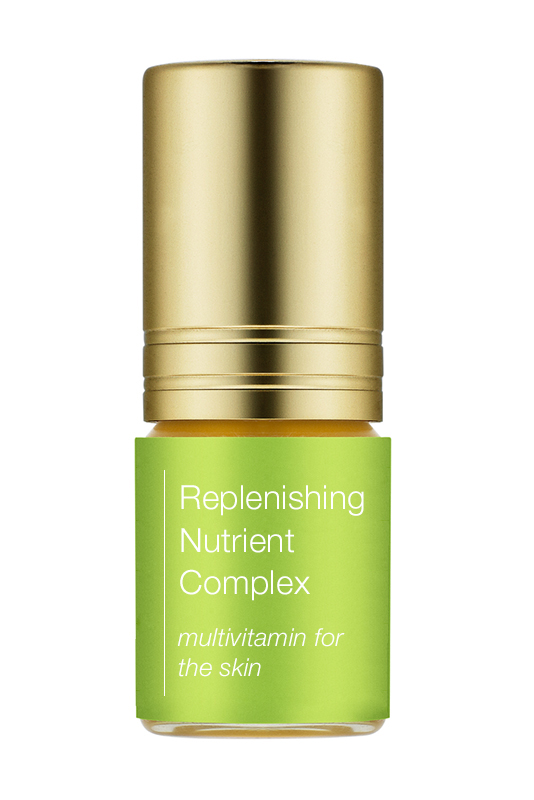 Replenishing
Nutrient
Complex
multivitamin for
the skin